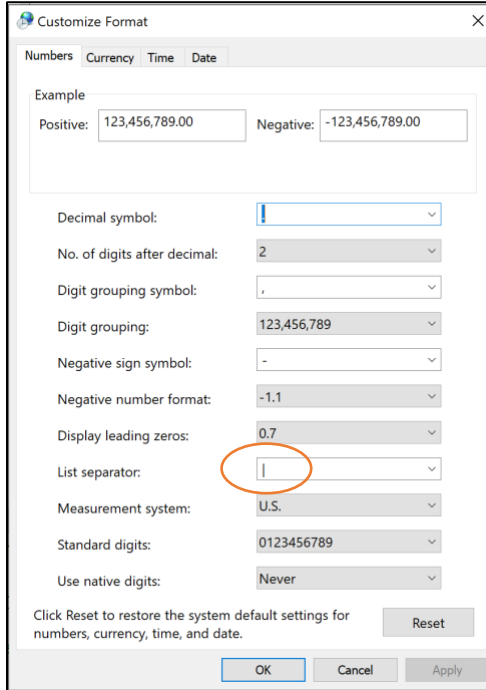 Customize Format
Numbers Currency Time Date
Example
Positive: 123,456,789.00 Negative: -123,456,789.00
Decimal symbol: .
No. of digits after decimal: 2
Digit grouping symbol: ,
Digit grouping: 123,456,789
Negative sign symbol: -
Negative number format: -1.1
Display leading zeros: 0.7
List separator: |
Measurement system: U.S.
Standard digits: 0123456789
Use native digits: Never
Click Reset to restore the system default settings for
numbers, currency, time, and date.
Reset
OK Cancel Apply